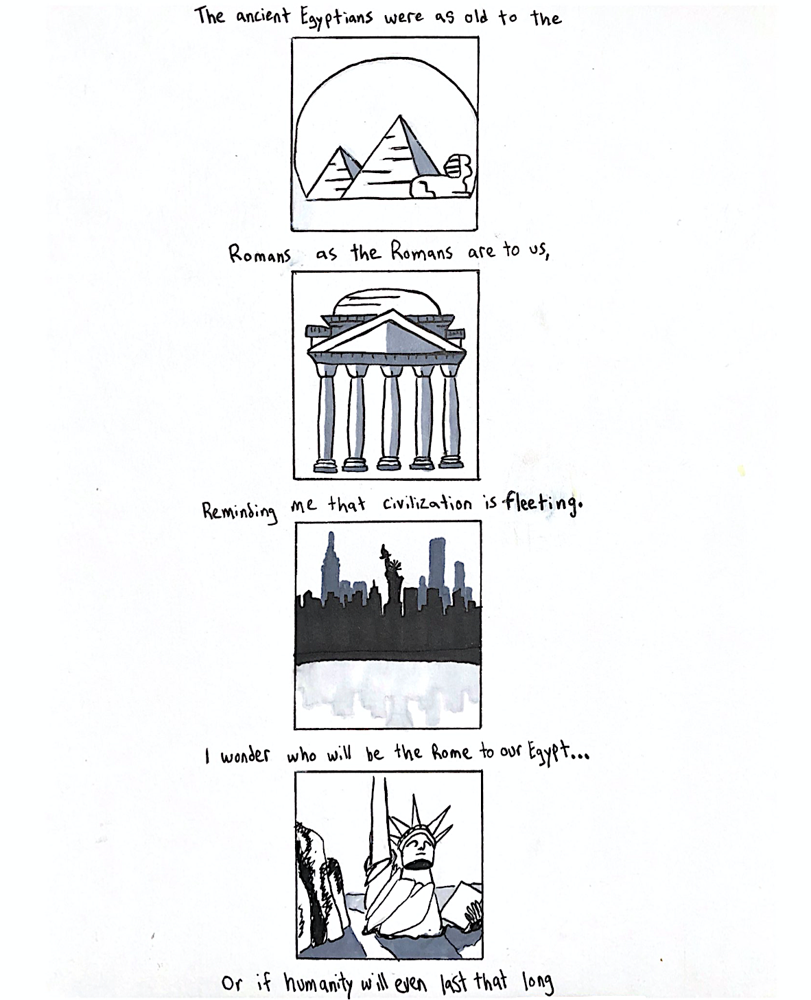 The ancient Egyptians were as old to the
Romans as the Romans are to us,
Reminding me that civilization is fleeting.
I wonder who will be the Rome to our Egypt...
Or if humanity will even last that long